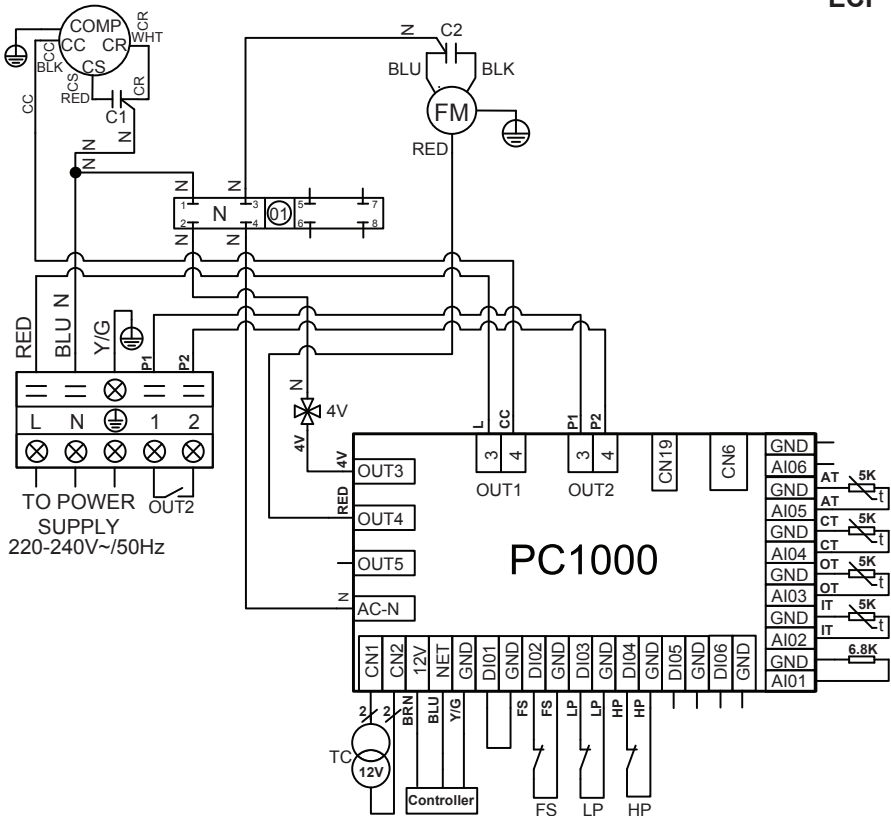 ECP
COMP
CC CR
CS
CR
WHT
CC
BLK
CS
RED
CR
C1
CC
N
N
N
N
C2
BLU
BLK
FM
RED
N
N
N
1 3 5 7
N 01
2 4 6 8
N
N
RED
BLU N
Y/G
P1
P2
L N 1 2
TO POWER
SUPPLY
220-240V~/50Hz
OUT2
N
4V
4V
4V
RED
N
L
CC
P1
P2
3 4
OUT1
3 4
OUT2
CN19
CN6
OUT3
OUT4
OUT5
AC-N
PC1000
GND
AI06
GND
AI05
GND
AI04
GND
AI03
GND
AI02
GND
AI01
AT 5K
t
AT
CT 5K
t
CT
OT 5K
t
OT
IT 5K
t
IT
6.8K
CN1
CN2
12V
NET
GND
DI01
GND
DI02
GND
DI03
GND
DI04
GND
DI05
GND
DI06
GND
2 2
BRN
BLU
Y/G
FS
FS
LP
LP
HP
HP
TC
12V
Controller
FS LP HP